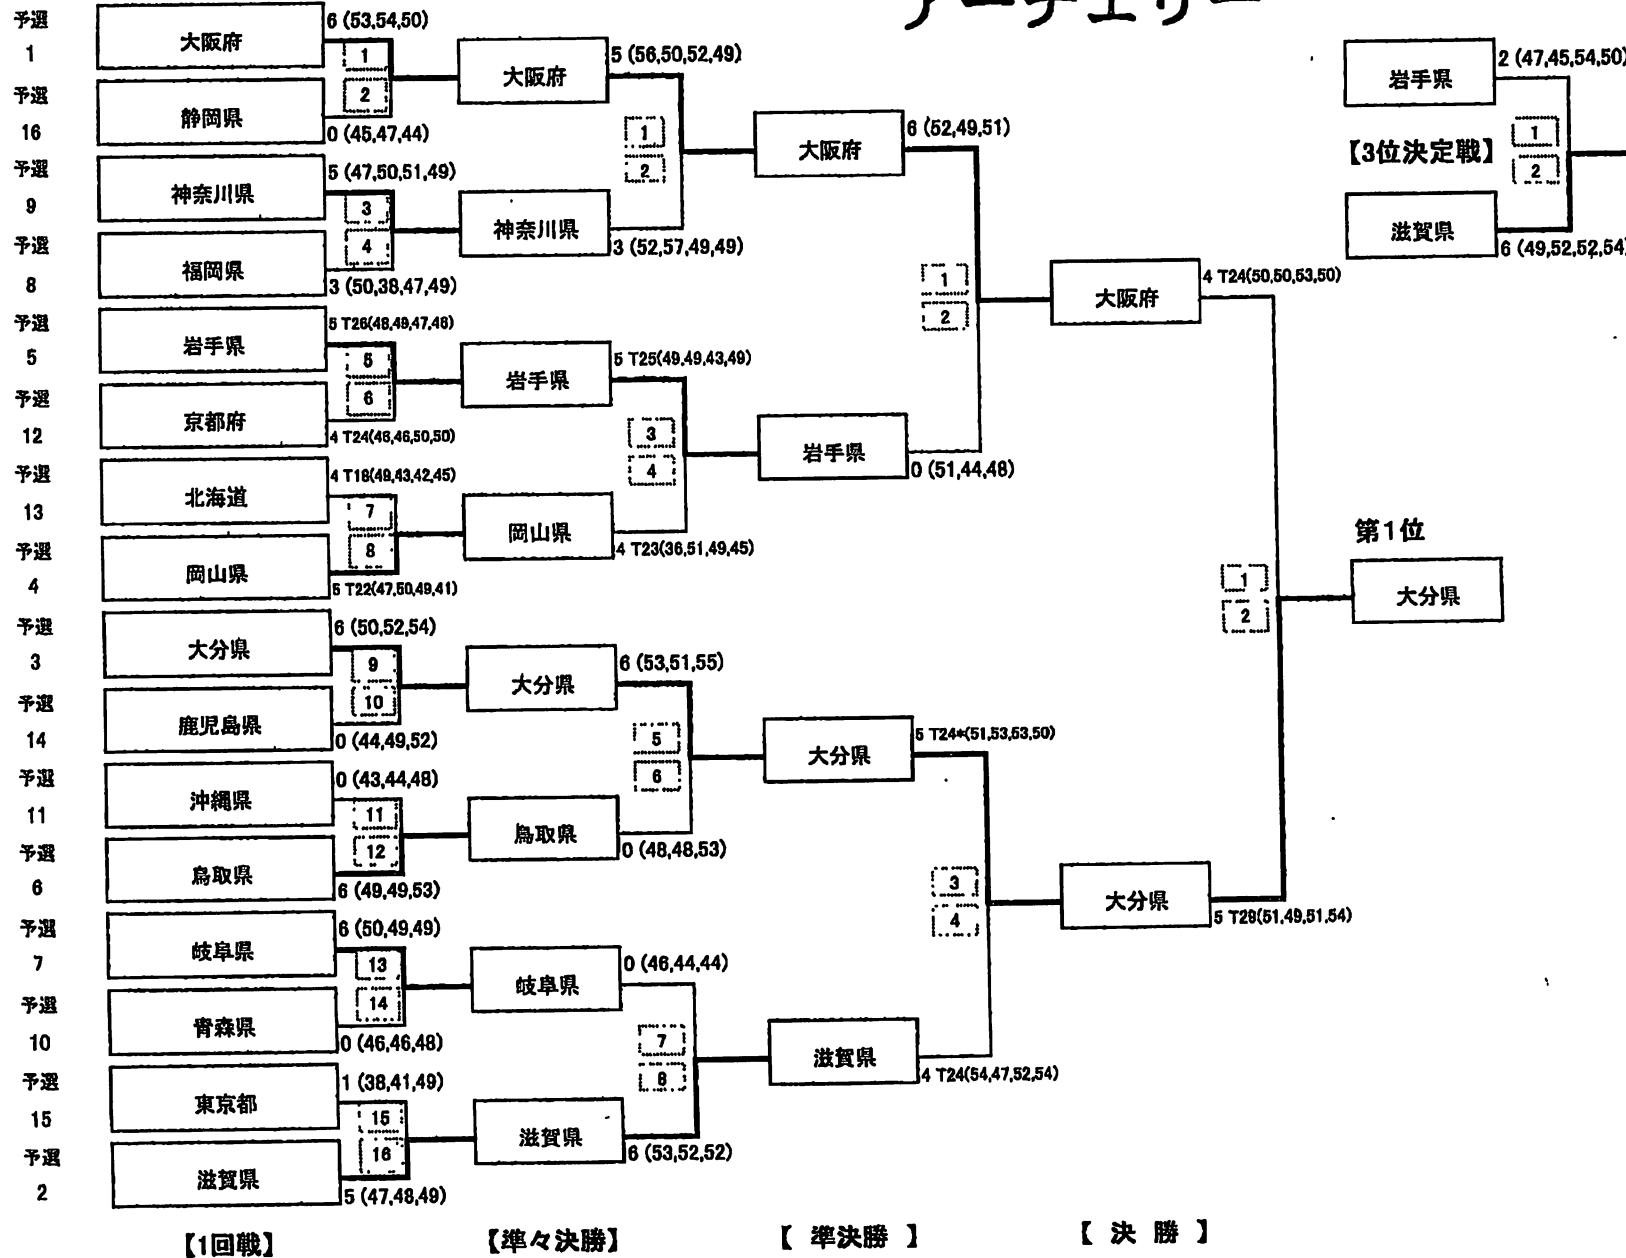 アーチェリー
予選
1
大阪府
6 (53,54,50)
1
2
予選
16
静岡県
0 (45,47,44)
予選
9
神奈川県
5 (47,50,51,49)
3
4
予選
8
福岡県
3 (50,38,47,49)
予選
5
岩手県
5 T26(48,49,47,46)
5
6
予選
12
京都府
4 T24(46,46,50,50)
予選
13
北海道
4 T18(49,43,42,45)
7
8
予選
4
岡山県
5 T22(47,50,49,41)
予選
3
大分県
6 (50,52,54)
9
10
予選
14
鹿児島県
0 (44,49,52)
予選
11
沖縄県
0 (43,44,48)
11
12
予選
6
鳥取県
6 (49,49,53)
予選
7
岐阜県
6 (50,49,49)
13
14
予選
10
青森県
0 (46,46,48)
予選
15
東京都
1 (38,41,49)
15
16
予選
2
滋賀県
5 (47,48,49)
【1回戦】
大阪府
5 (56,50,52,49)
1
2
神奈川県
3 (52,57,49,49)
岩手県
5 T25(49,49,43,49)
3
4
岡山県
4 T23(36,51,49,45)
大分県
6 (53,51,55)
5
6
鳥取県
0 (48,48,53)
岐阜県
0 (46,44,44)
7
8
滋賀県
6 (53,52,52)
【準々決勝】
大阪府
6 (52,49,51)
1
2
岩手県
0 (51,44,48)
大分県
5 T24*(51,53,53,50)
3
4
滋賀県
4 T24(54,47,52,54)
【 準決勝 】
大阪府
4 T24(50,50,53,50)
1
2
大分県
5 T29(51,49,51,54)
【 決 勝 】
第1位
大分県
岩手県
2 (47,45,54,50)
【3位決定戦】
1
2
滋賀県
6 (49,52,52,54)